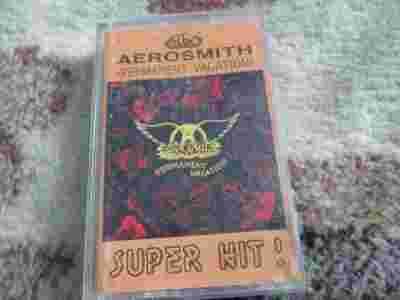 AEROSMITH
PERMANENT VACATION
AEROSMITH
PERMANENT
VACATION
SUPER HIT!